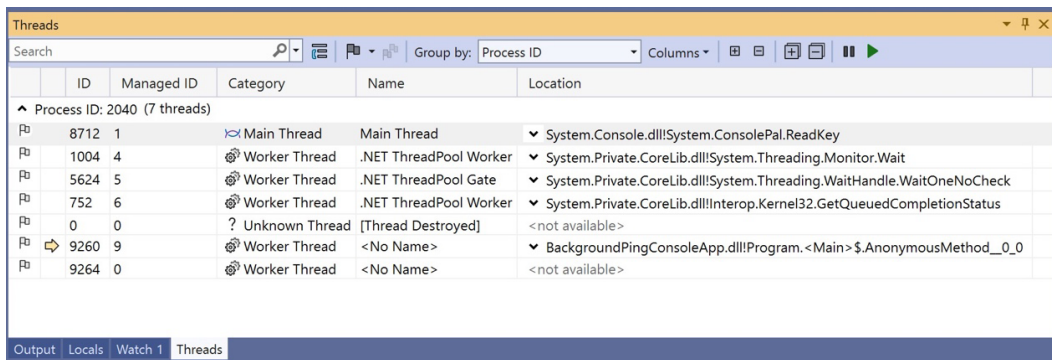 Threads
Search Group by: Process ID Columns
ID Managed ID Category Name Location
Process ID: 2040 (7 threads)
8712 1 Main Thread Main Thread System.Console.dll!System.ConsolePal.ReadKey
1004 4 Worker Thread .NET ThreadPool Worker System.Private.CoreLib.dll!System.Threading.Monitor.Wait
5624 5 Worker Thread .NET ThreadPool Gate System.Private.CoreLib.dll!System.Threading.WaitHandle.WaitOneNoCheck
752 6 Worker Thread .NET ThreadPool Worker System.Private.CoreLib.dll!Interop.Kernel32.GetQueuedCompletionStatus
0 0 ? Unknown Thread [Thread Destroyed] <not available>
9260 9 Worker Thread <No Name> BackgroundPingConsoleApp.dll!Program.<Main>$.AnonymousMethod__0_0
9264 0 Worker Thread <No Name> <not available>
Output Locals Watch 1 Threads